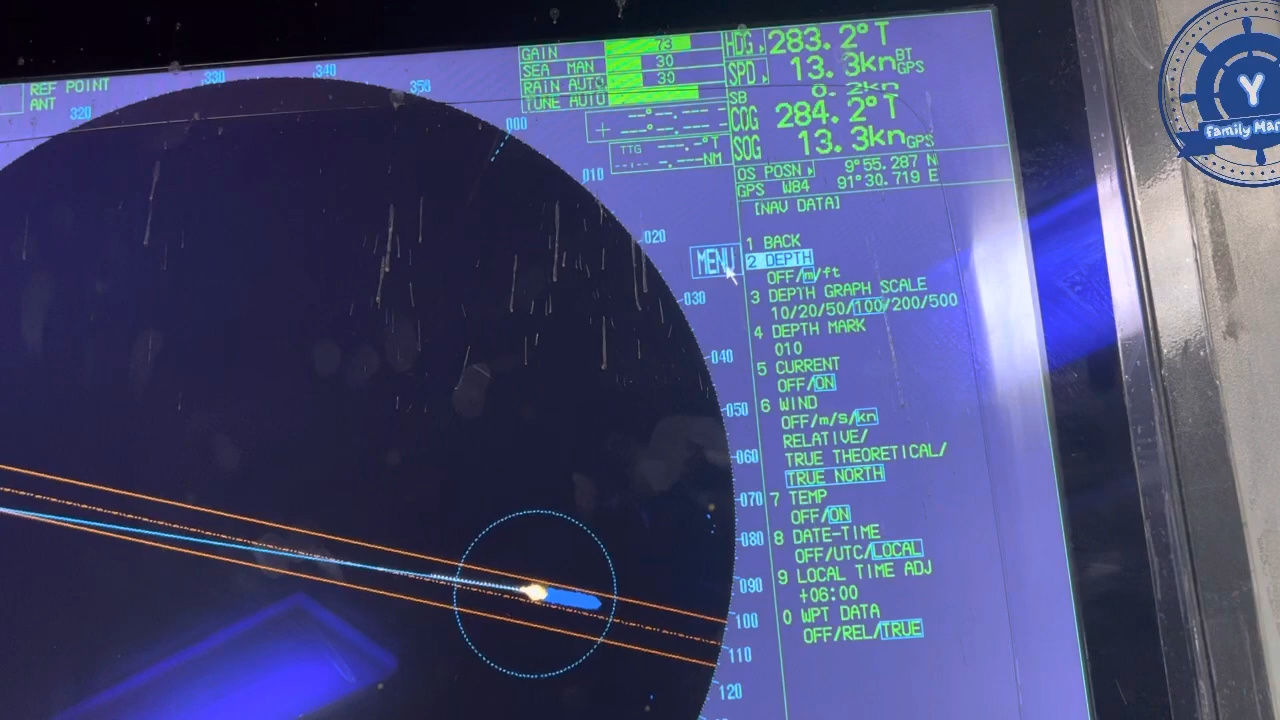 REF POINT
ANT
320
330
340
350
000
010
020
030
040
050
060
070
080
090
100
110
120
GAIN 73
SEA MAN 30
RAIN AUTO 30
TUNE AUTO
HDG 283.2°T
SPD 13.3kn BT GPS
SB 0.2kn
COG 284.2°T
SOG 13.3kn GPS
+ ---°--.---
---°--.---
TTG ---.-°T
--:-- -.---NM
OS POSN 9°55.287 N
GPS W84 91°30.719 E
[NAV DATA]
MENU
1 BACK
2 DEPTH
OFF/m/ft
3 DEPTH GRAPH SCALE
10/20/50/100/200/500
4 DEPTH MARK
010
5 CURRENT
OFF/ON
6 WIND
OFF/m/s/kn
RELATIVE/
TRUE THEORETICAL/
TRUE NORTH
7 TEMP
OFF/ON
8 DATE-TIME
OFF/UTC/LOCAL
9 LOCAL TIME ADJ
+06:00
0 WPT DATA
OFF/REL/TRUE
Y
family Mar